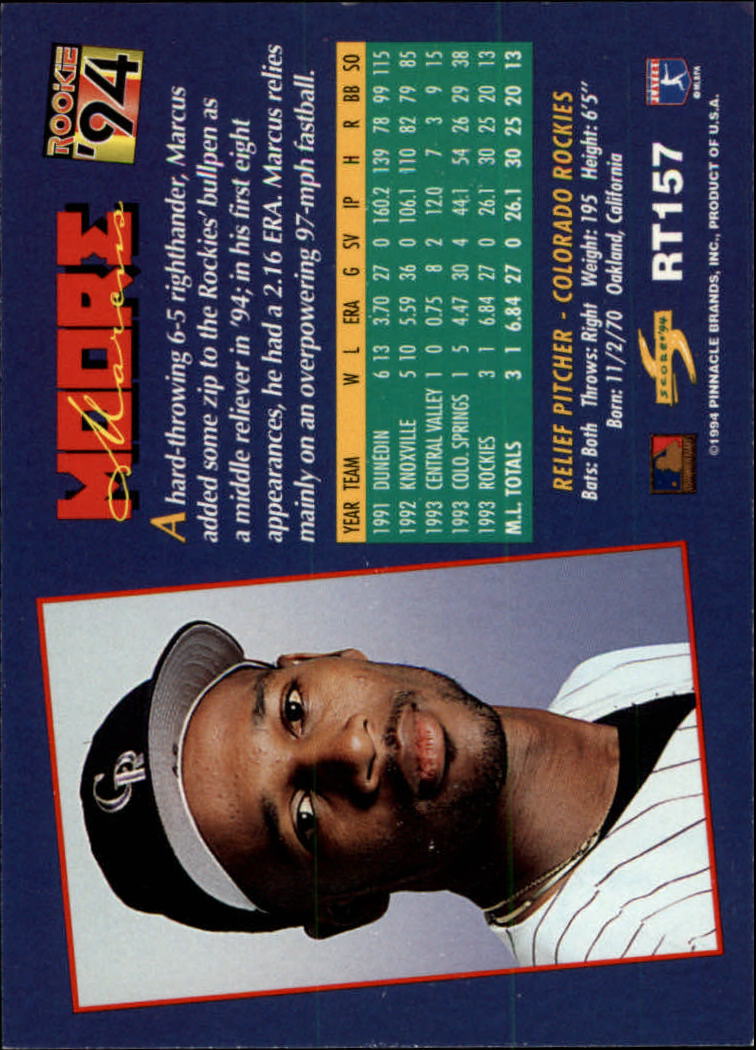 MOORE
Marcus
ROOKIE
'94
A hard-throwing 6-5 righthander, Marcus
added some zip to the Rockies' bullpen as
a middle reliever in '94; in his first eight
appearances, he had a 2.16 ERA. Marcus relies
mainly on an overpowering 97-mph fastball.
YEAR TEAM W L ERA G SV IP H R BB SO
1991 DUNEDIN 6 13 3.70 27 0 160.2 139 78 99 115
1992 KNOXVILLE 5 10 5.59 36 0 106.1 110 82 79 85
1993 CENTRAL VALLEY 1 0 0.75 8 2 12.0 7 3 9 15
1993 COLO. SPRINGS 1 5 4.47 30 4 44.1 54 26 29 38
1993 ROCKIES 3 1 6.84 27 0 26.1 30 25 20 13
M.L. TOTALS 3 1 6.84 27 0 26.1 30 25 20 13
RELIEF PITCHER - COLORADO ROCKIES
Bats: Both Throws: Right Weight: 195 Height: 6'5"
Born: 11/2/70 Oakland, California
SCORE '94
RT157
©MLBPA
©1994 PINNACLE BRANDS, INC., PRODUCT OF U.S.A.
CR